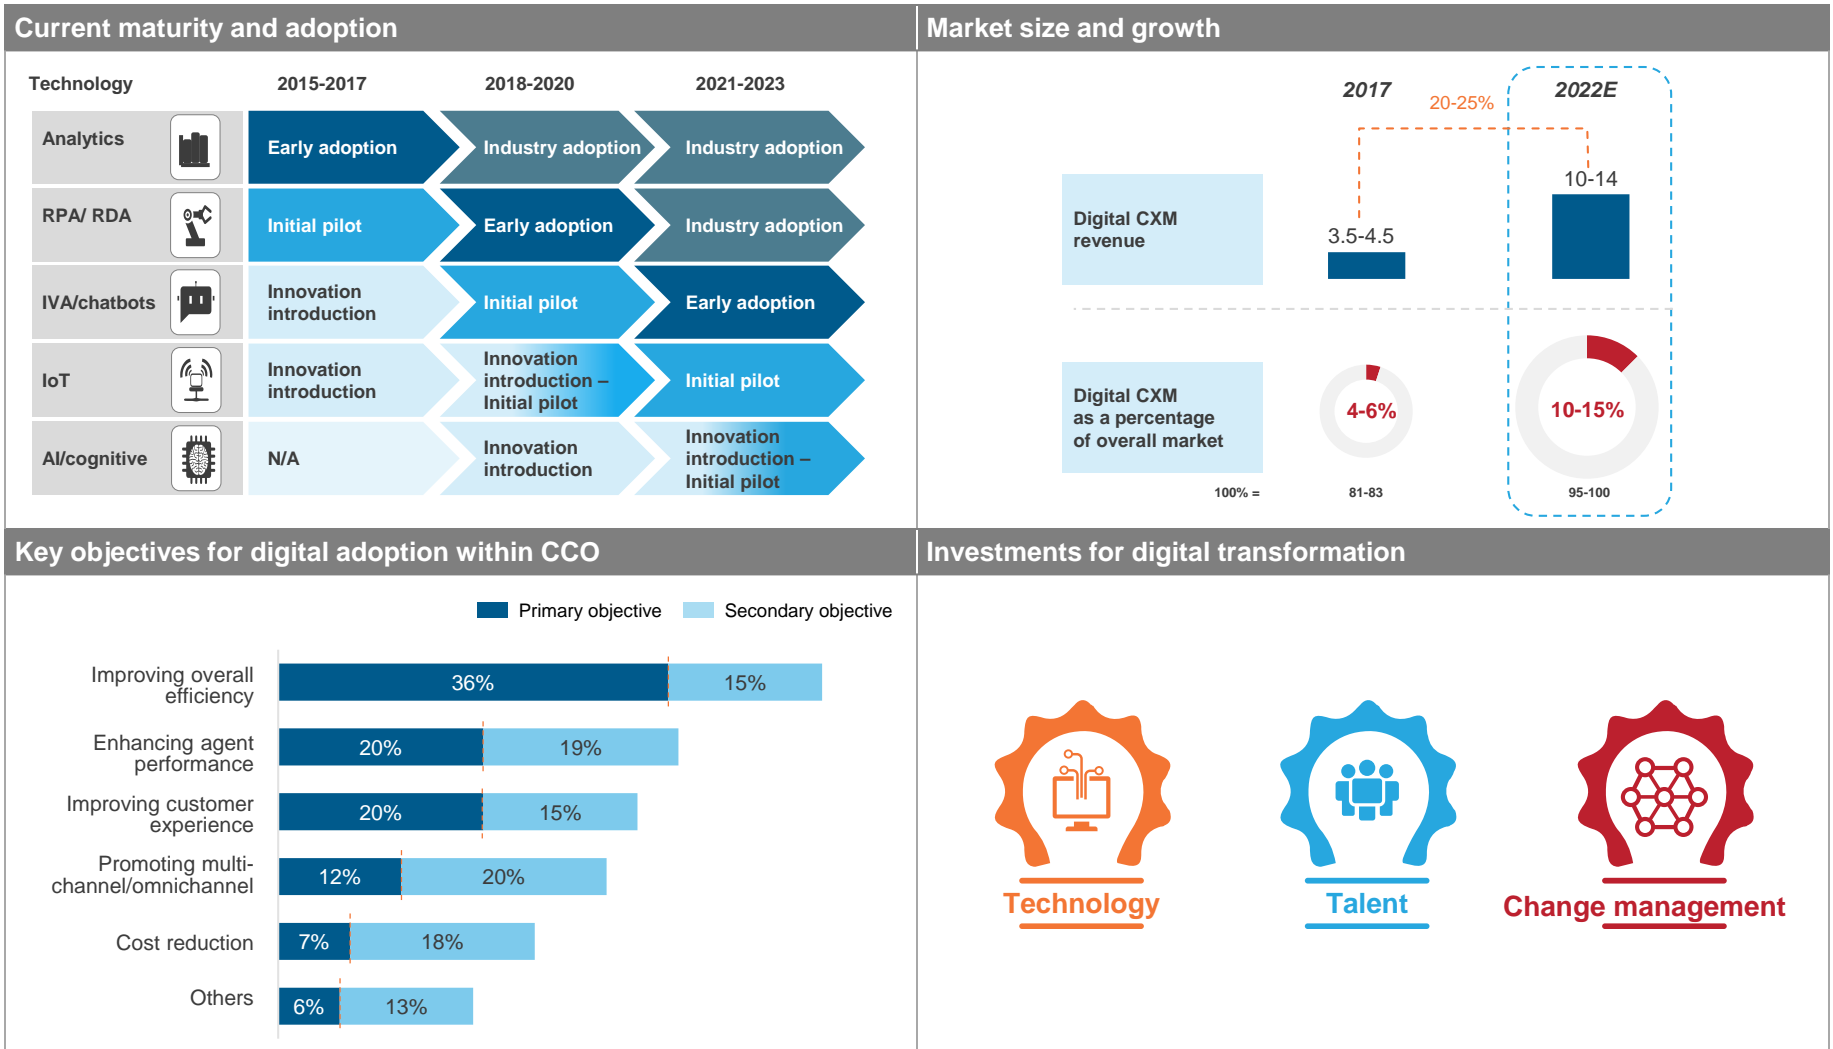 Current maturity and adoption
Technology
2015-2017
2018-2020
2021-2023
Analytics
Early adoption
Industry adoption
Industry adoption
RPA/ RDA
Initial pilot
Early adoption
Industry adoption
IVA/chatbots
Innovation
introduction
Initial pilot
Early adoption
IoT
Innovation
introduction
Innovation
introduction –
Initial pilot
Initial pilot
AI/cognitive
N/A
Innovation
introduction
Innovation
introduction –
Initial pilot
Market size and growth
2017
20-25%
2022E
Digital CXM
revenue
3.5-4.5
10-14
Digital CXM
as a percentage
of overall market
4-6%
10-15%
100% =
81-83
95-100
Key objectives for digital adoption within CCO
Primary objective
Secondary objective
Improving overall
efficiency
36%
15%
Enhancing agent
performance
20%
19%
Improving customer
experience
20%
15%
Promoting multi-
channel/omnichannel
12%
20%
Cost reduction
7%
18%
Others
6%
13%
Investments for digital transformation
Technology
Talent
Change management